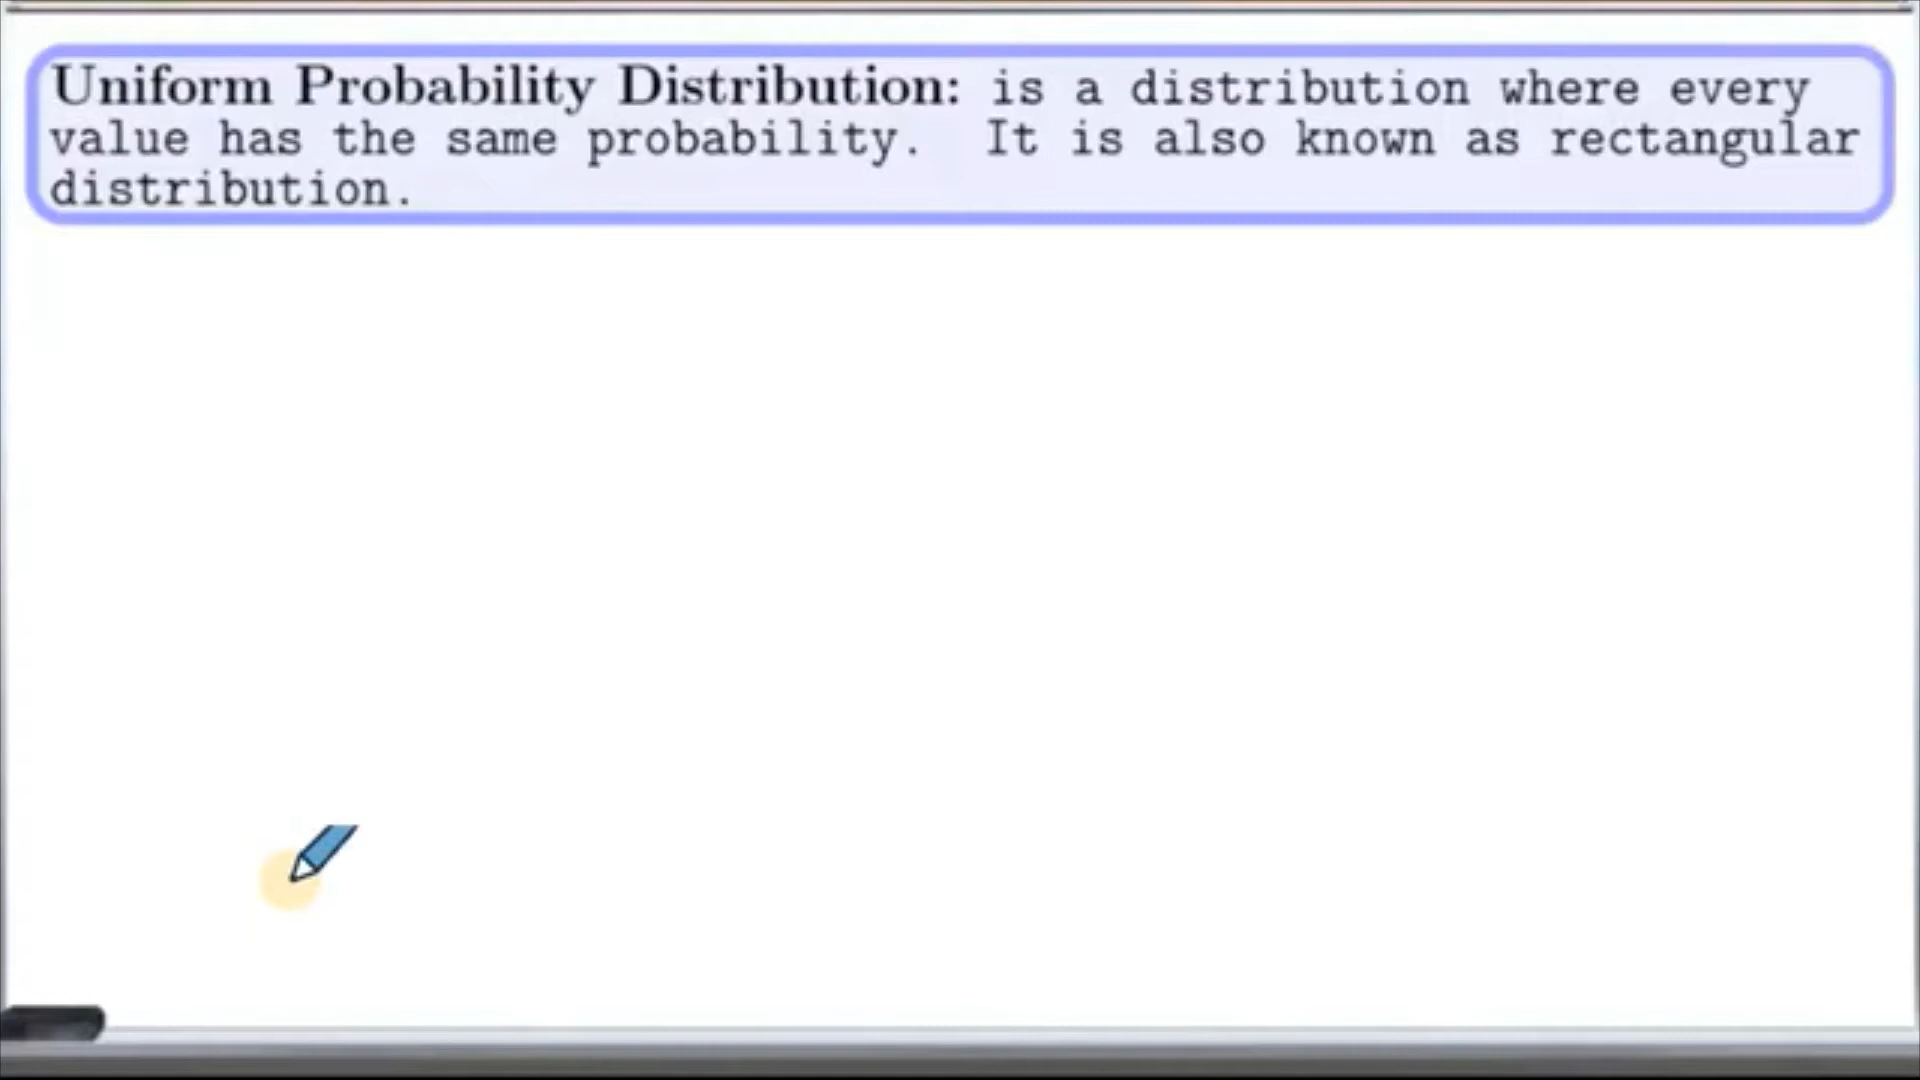 Uniform Probability Distribution: is a distribution where every
value has the same probability. It is also known as rectangular
distribution.